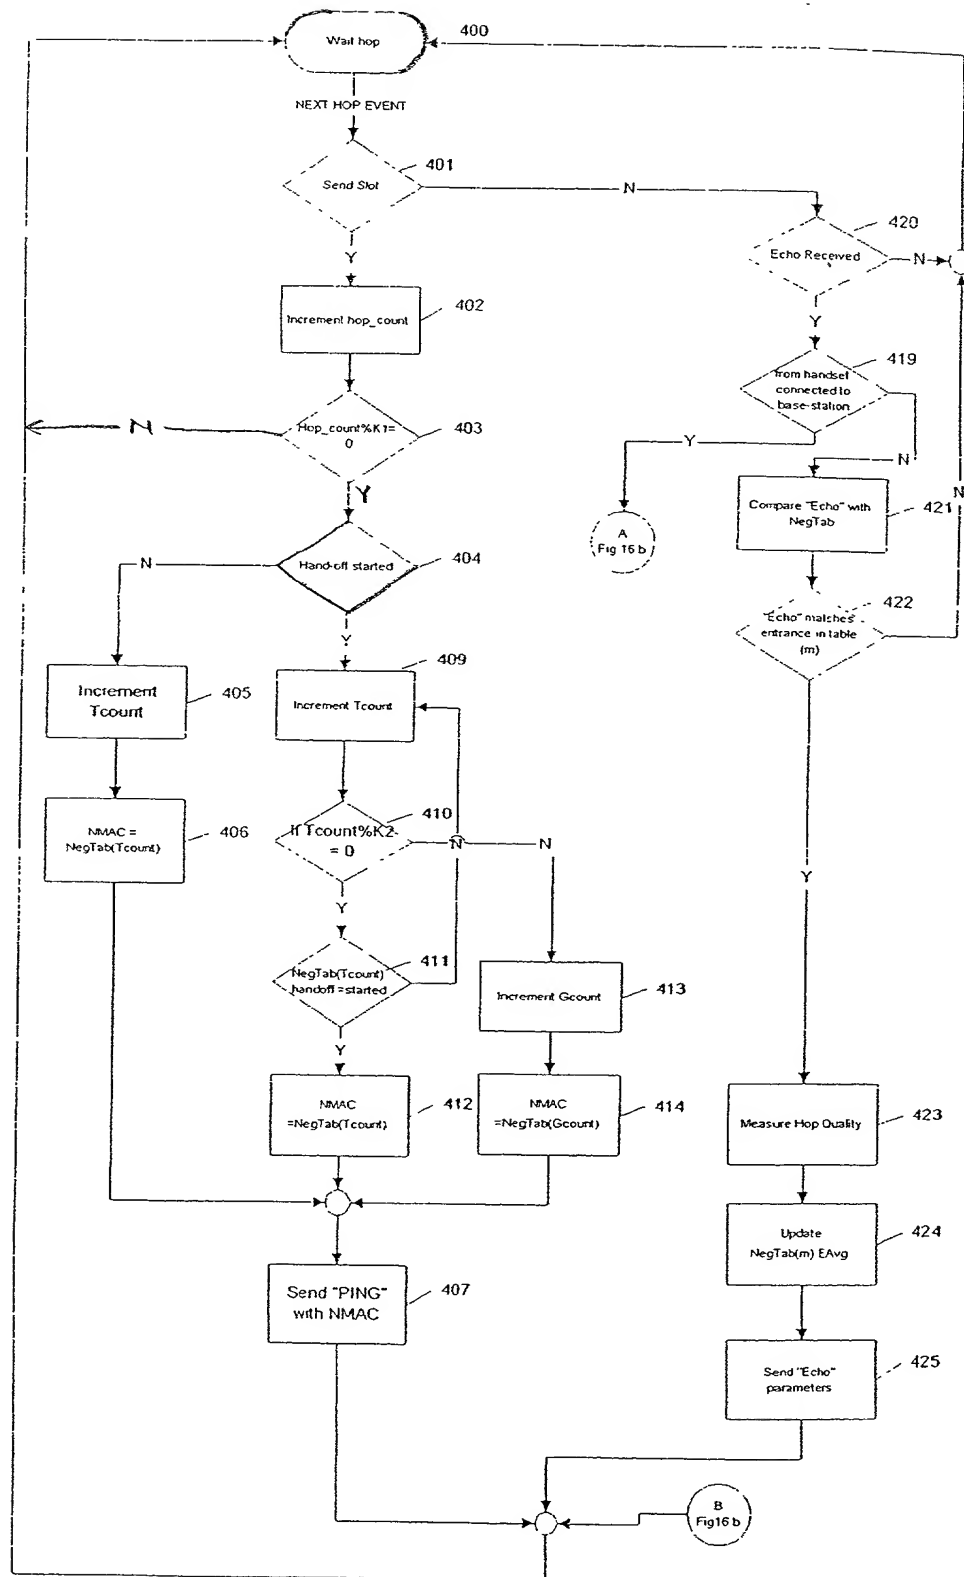 Wait hop
400
NEXT HOP EVENT
Send Slot
401
N
Y
Echo Received
420
N
Y
Increment hop_count
402
from handset
connected to
base-station
419
Y
N
Hop_count%K1=
0
403
N
Y
A
Fig 16 b
Compare "Echo" with
NegTab
421
N
Hand-off started
404
N
Y
"Echo" matches
entrance in table
(m)
422
Y
Increment
Tcount
405
Increment Tcount
409
NMAC =
NegTab(Tcount)
406
If Tcount%K2
= 0
410
N
N
Y
NegTab(Tcount)
handoff=started
411
Y
Increment Gcount
413
NMAC
=NegTab(Tcount)
412
NMAC
=NegTab(Gcount)
414
Measure Hop Quality
423
Update
NegTab(m) EAvg
424
Send "PING"
with NMAC
407
Send "Echo"
parameters
425
B
Fig16 b